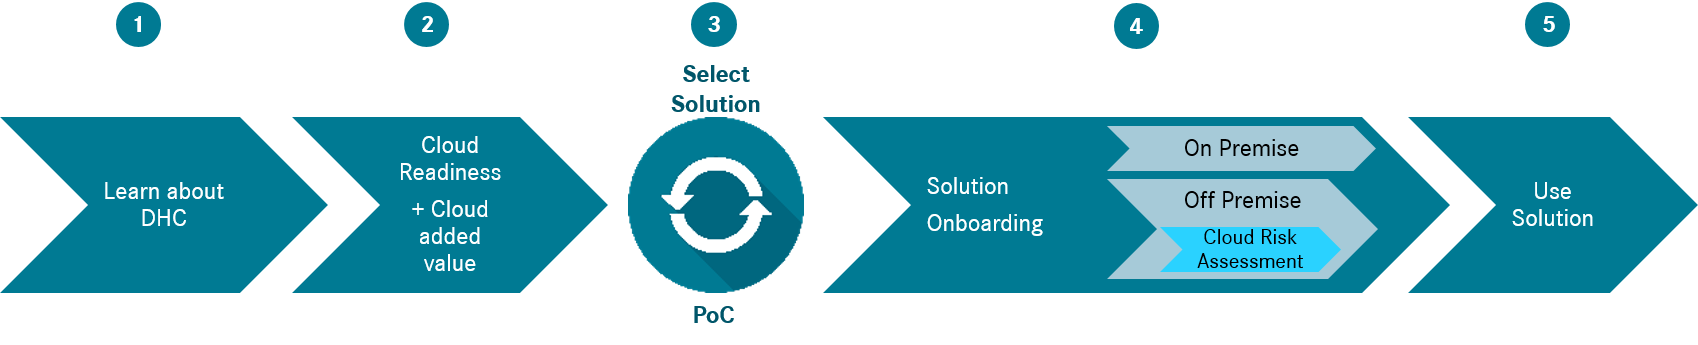 1
2
3
4
5
Learn about
DHC
Cloud
Readiness
+ Cloud
added
value
Select
Solution
PoC
Solution
Onboarding
On Premise
Off Premise
Cloud Risk
Assessment
Use
Solution